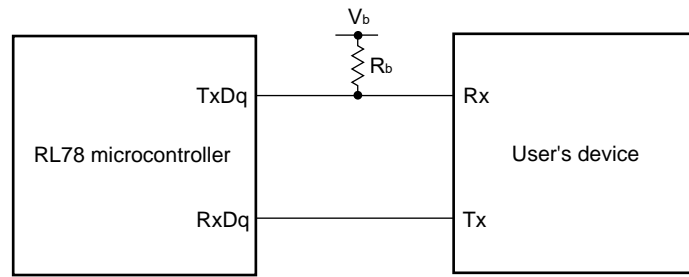 Vb
Rb
TxDq
Rx
RL78 microcontroller
User's device
RxDq
Tx